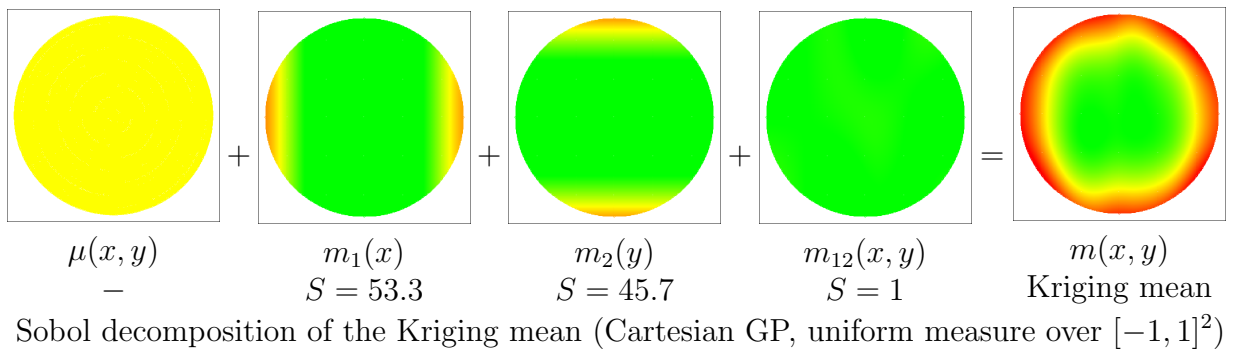 + + + =
μ(x, y) m₁(x) m₂(y) m₁₂(x, y) m(x, y)
− S = 53.3 S = 45.7 S = 1 Kriging mean
Sobol decomposition of the Kriging mean (Cartesian GP, uniform measure over [−1, 1]²)